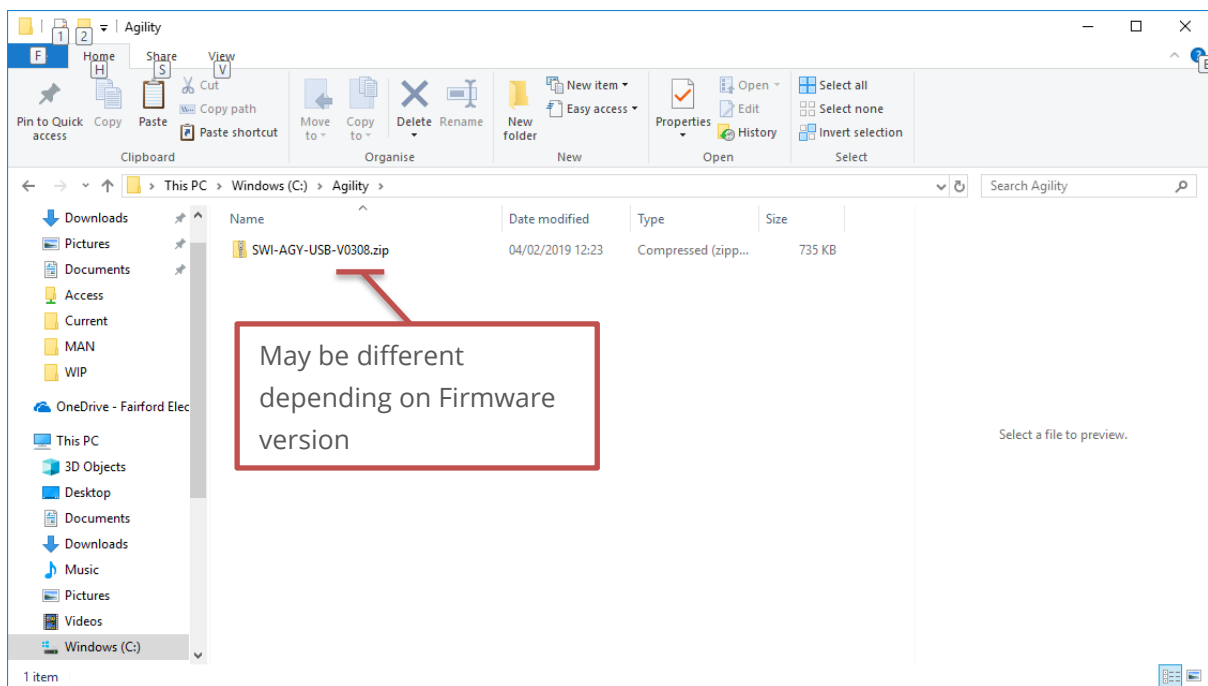 Agility
1 2
F Home Share View
H S V
E
Pin to Quick access
Copy
Paste
Cut
Copy path
Paste shortcut
Clipboard
Move to
Copy to
Delete
Rename
Organise
New folder
New item
Easy access
New
Properties
Open
Edit
History
Open
Select all
Select none
Invert selection
Select
This PC > Windows (C:) > Agility >
Search Agility
Name Date modified Type Size
SWI-AGY-USB-V0308.zip 04/02/2019 12:23 Compressed (zipp... 735 KB
Downloads
Pictures
Documents
Access
Current
MAN
WIP
OneDrive - Fairford Elec
This PC
3D Objects
Desktop
Documents
Downloads
Music
Pictures
Videos
Windows (C:)
May be different
depending on Firmware
version
Select a file to preview.
1 item